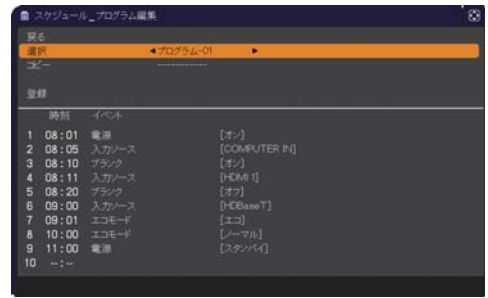 スケジュール_プログラム編集
戻る
選択 ◀プログラム-01 ▶
コピー -----------
登録
時刻 イベント
1 08:01 電源 [オン]
2 08:05 入力ソース [COMPUTER IN]
3 08:10 ブランク [オン]
4 08:11 入力ソース [HDMI 1]
5 08:20 ブランク [オフ]
6 09:00 入力ソース [HDBaseT]
7 09:01 エコモード [エコ]
8 10:00 エコモード [ノーマル]
9 11:00 電源 [スタンバイ]
10 --:--